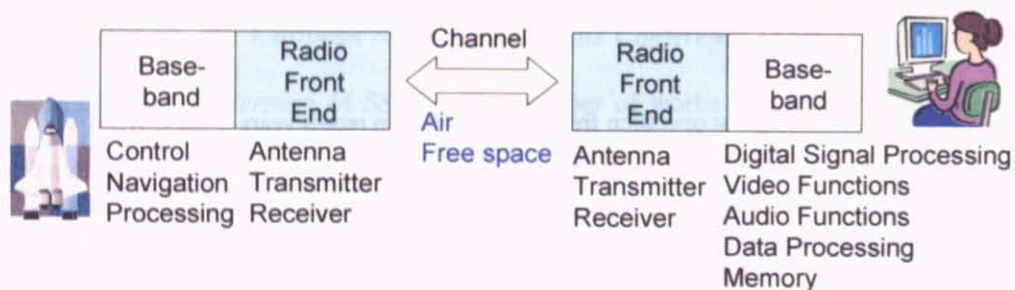 Base-
band
Radio
Front
End
Channel
Air
Free space
Radio
Front
End
Base-
band
Control
Navigation
Processing
Antenna
Transmitter
Receiver
Antenna
Transmitter
Receiver
Digital Signal Processing
Video Functions
Audio Functions
Data Processing
Memory